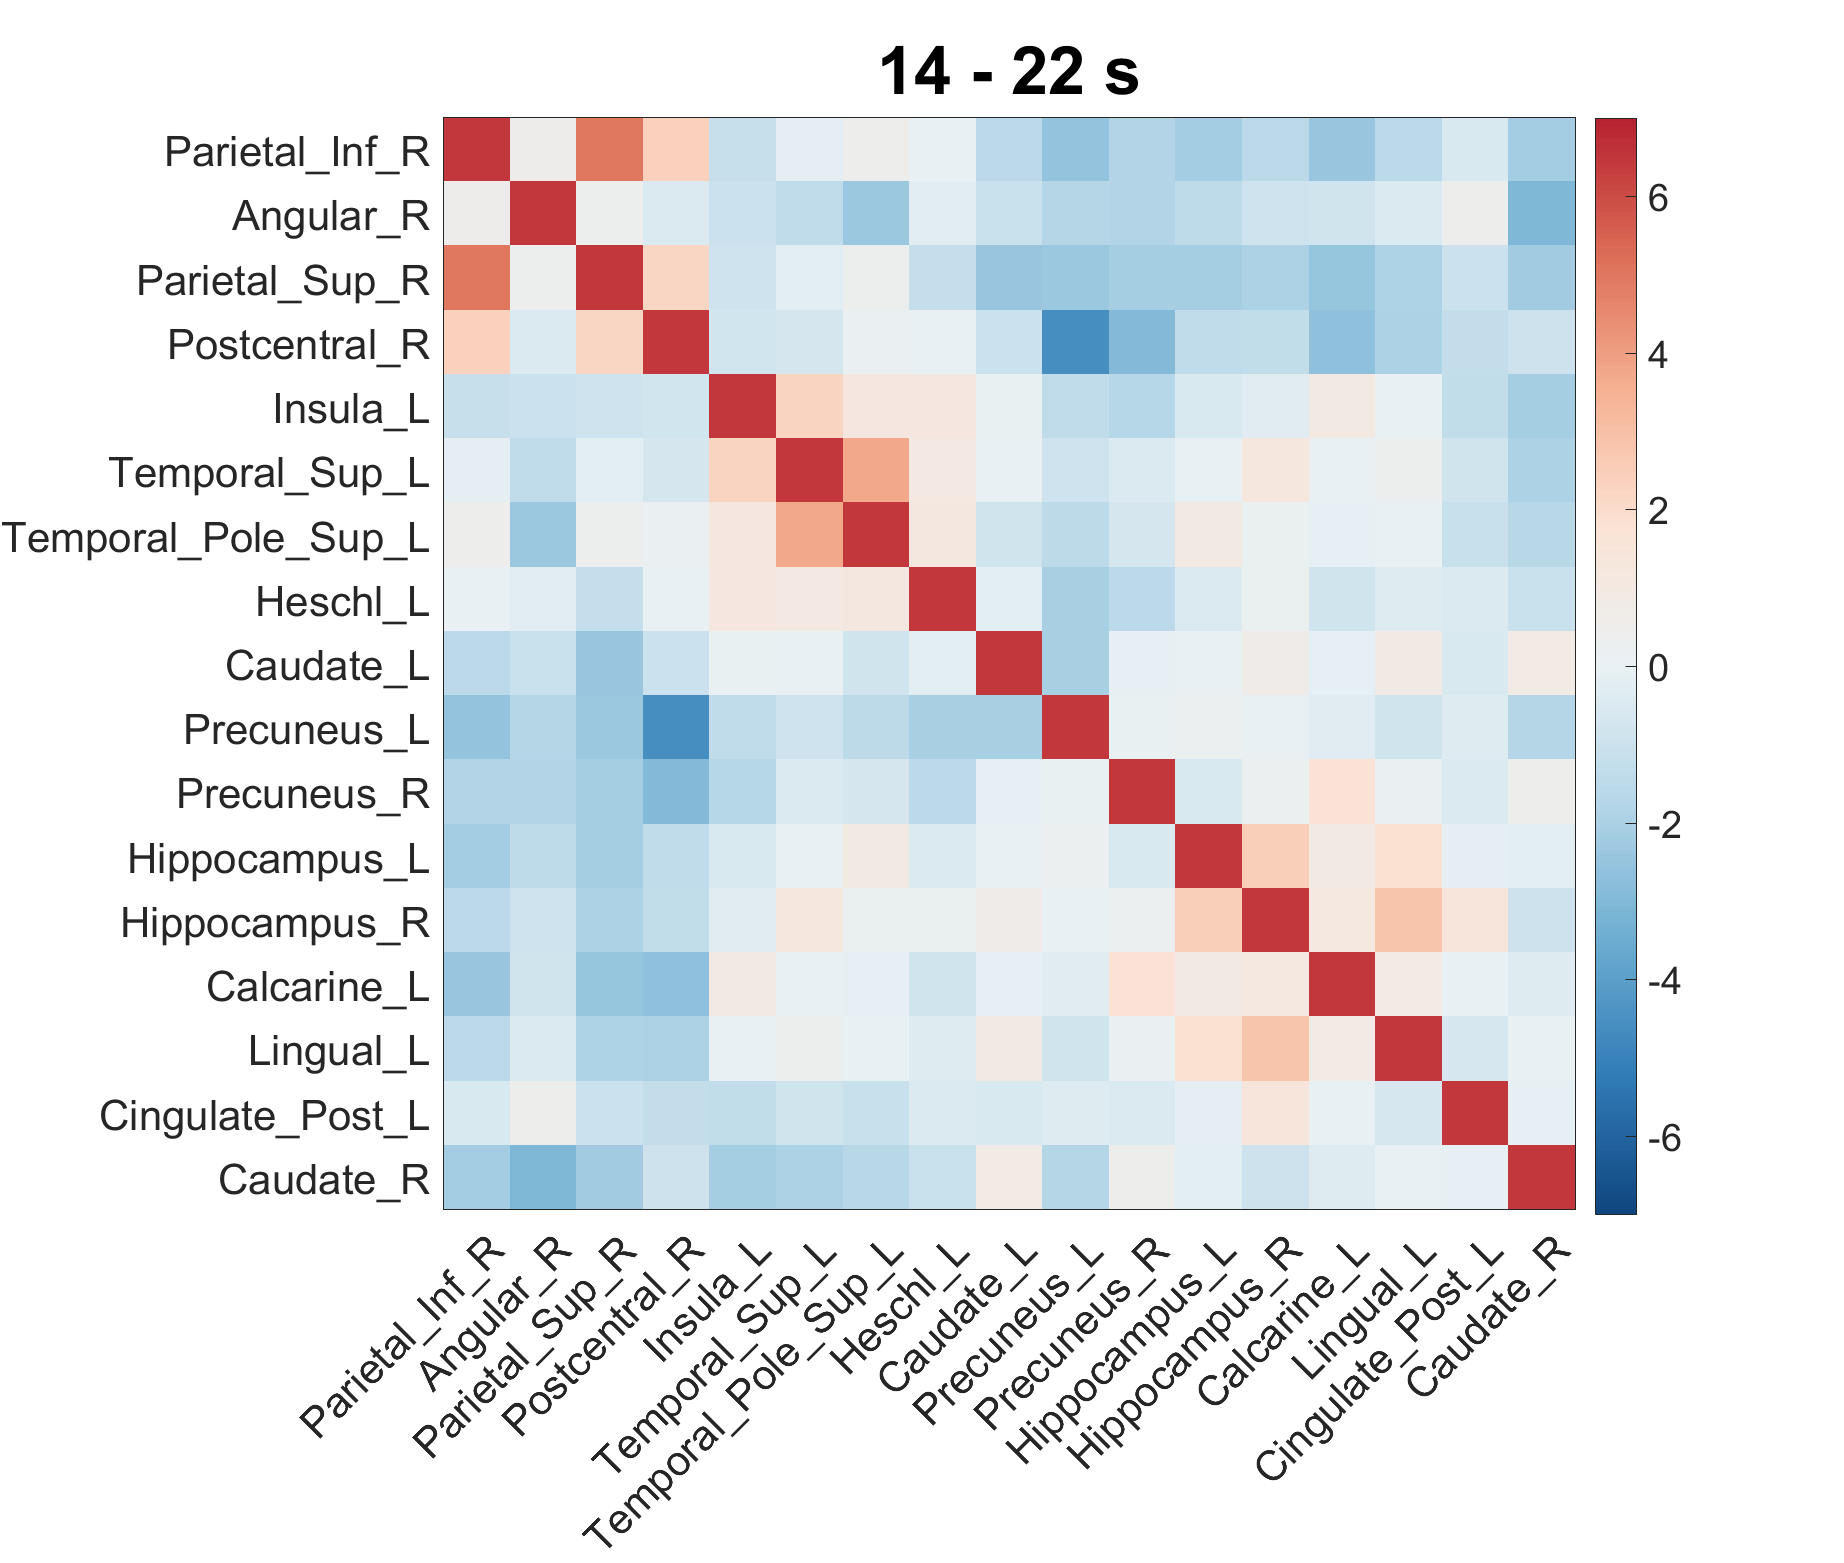 14 - 22 s
Parietal_Inf_R
Angular_R
Parietal_Sup_R
Postcentral_R
Insula_L
Temporal_Sup_L
Temporal_Pole_Sup_L
Heschl_L
Caudate_L
Precuneus_L
Precuneus_R
Hippocampus_L
Hippocampus_R
Calcarine_L
Lingual_L
Cingulate_Post_L
Caudate_R
6
4
2
0
-2
-4
-6
Parietal_Inf_R
Angular_R
Parietal_Sup_R
Postcentral_R
Insula_L
Temporal_Sup_L
Temporal_Pole_Sup_L
Heschl_L
Caudate_L
Precuneus_L
Precuneus_R
Hippocampus_L
Hippocampus_R
Calcarine_L
Lingual_L
Cingulate_Post_L
Caudate_R